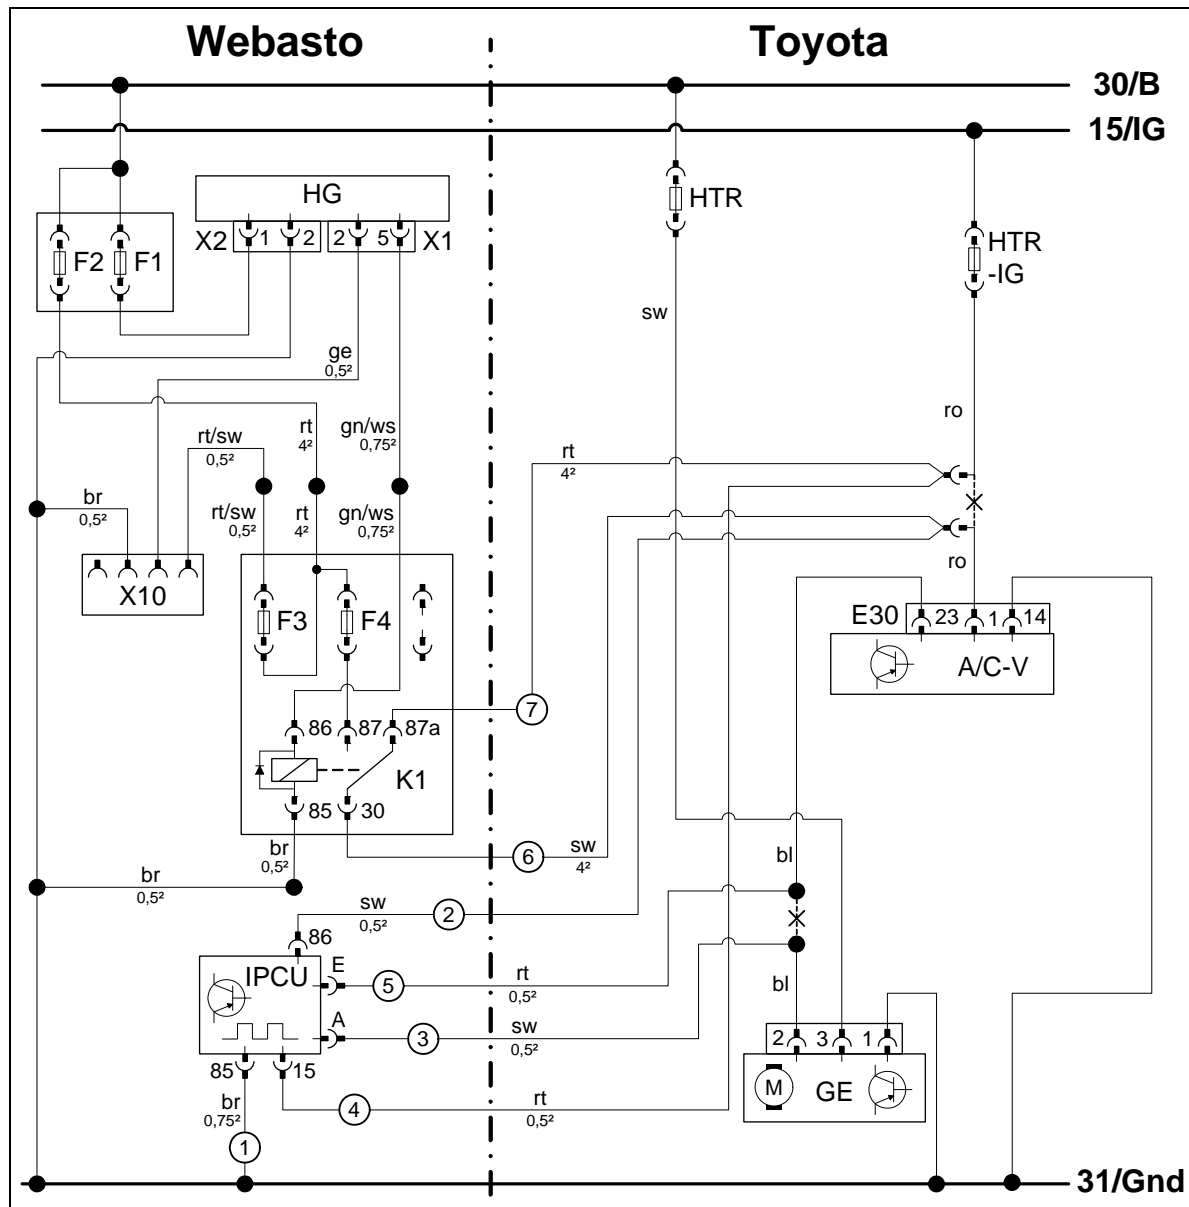 Webasto
Toyota
30/B
15/IG
HG
HTR
X2 1 2 2 5 X1
F2 F1
HTR
-IG
sw
ge
0,5²
ro
rt/sw
0,5²
rt
4²
gn/ws
0,75²
rt
4²
br
0,5²
rt/sw
0,5²
rt
4²
gn/ws
0,75²
ro
X10
F3 F4
E30 23 1 14
A/C-V
7
86 87 87a
K1
85 30
br
0,5²
6
sw
4²
bl
br
0,5²
sw
0,5²
2
86
IPCU
E
5
rt
0,5²
bl
A
3
sw
0,5²
2 3 1
M
GE
85 15
br
0,75²
4
rt
0,5²
1
31/Gnd